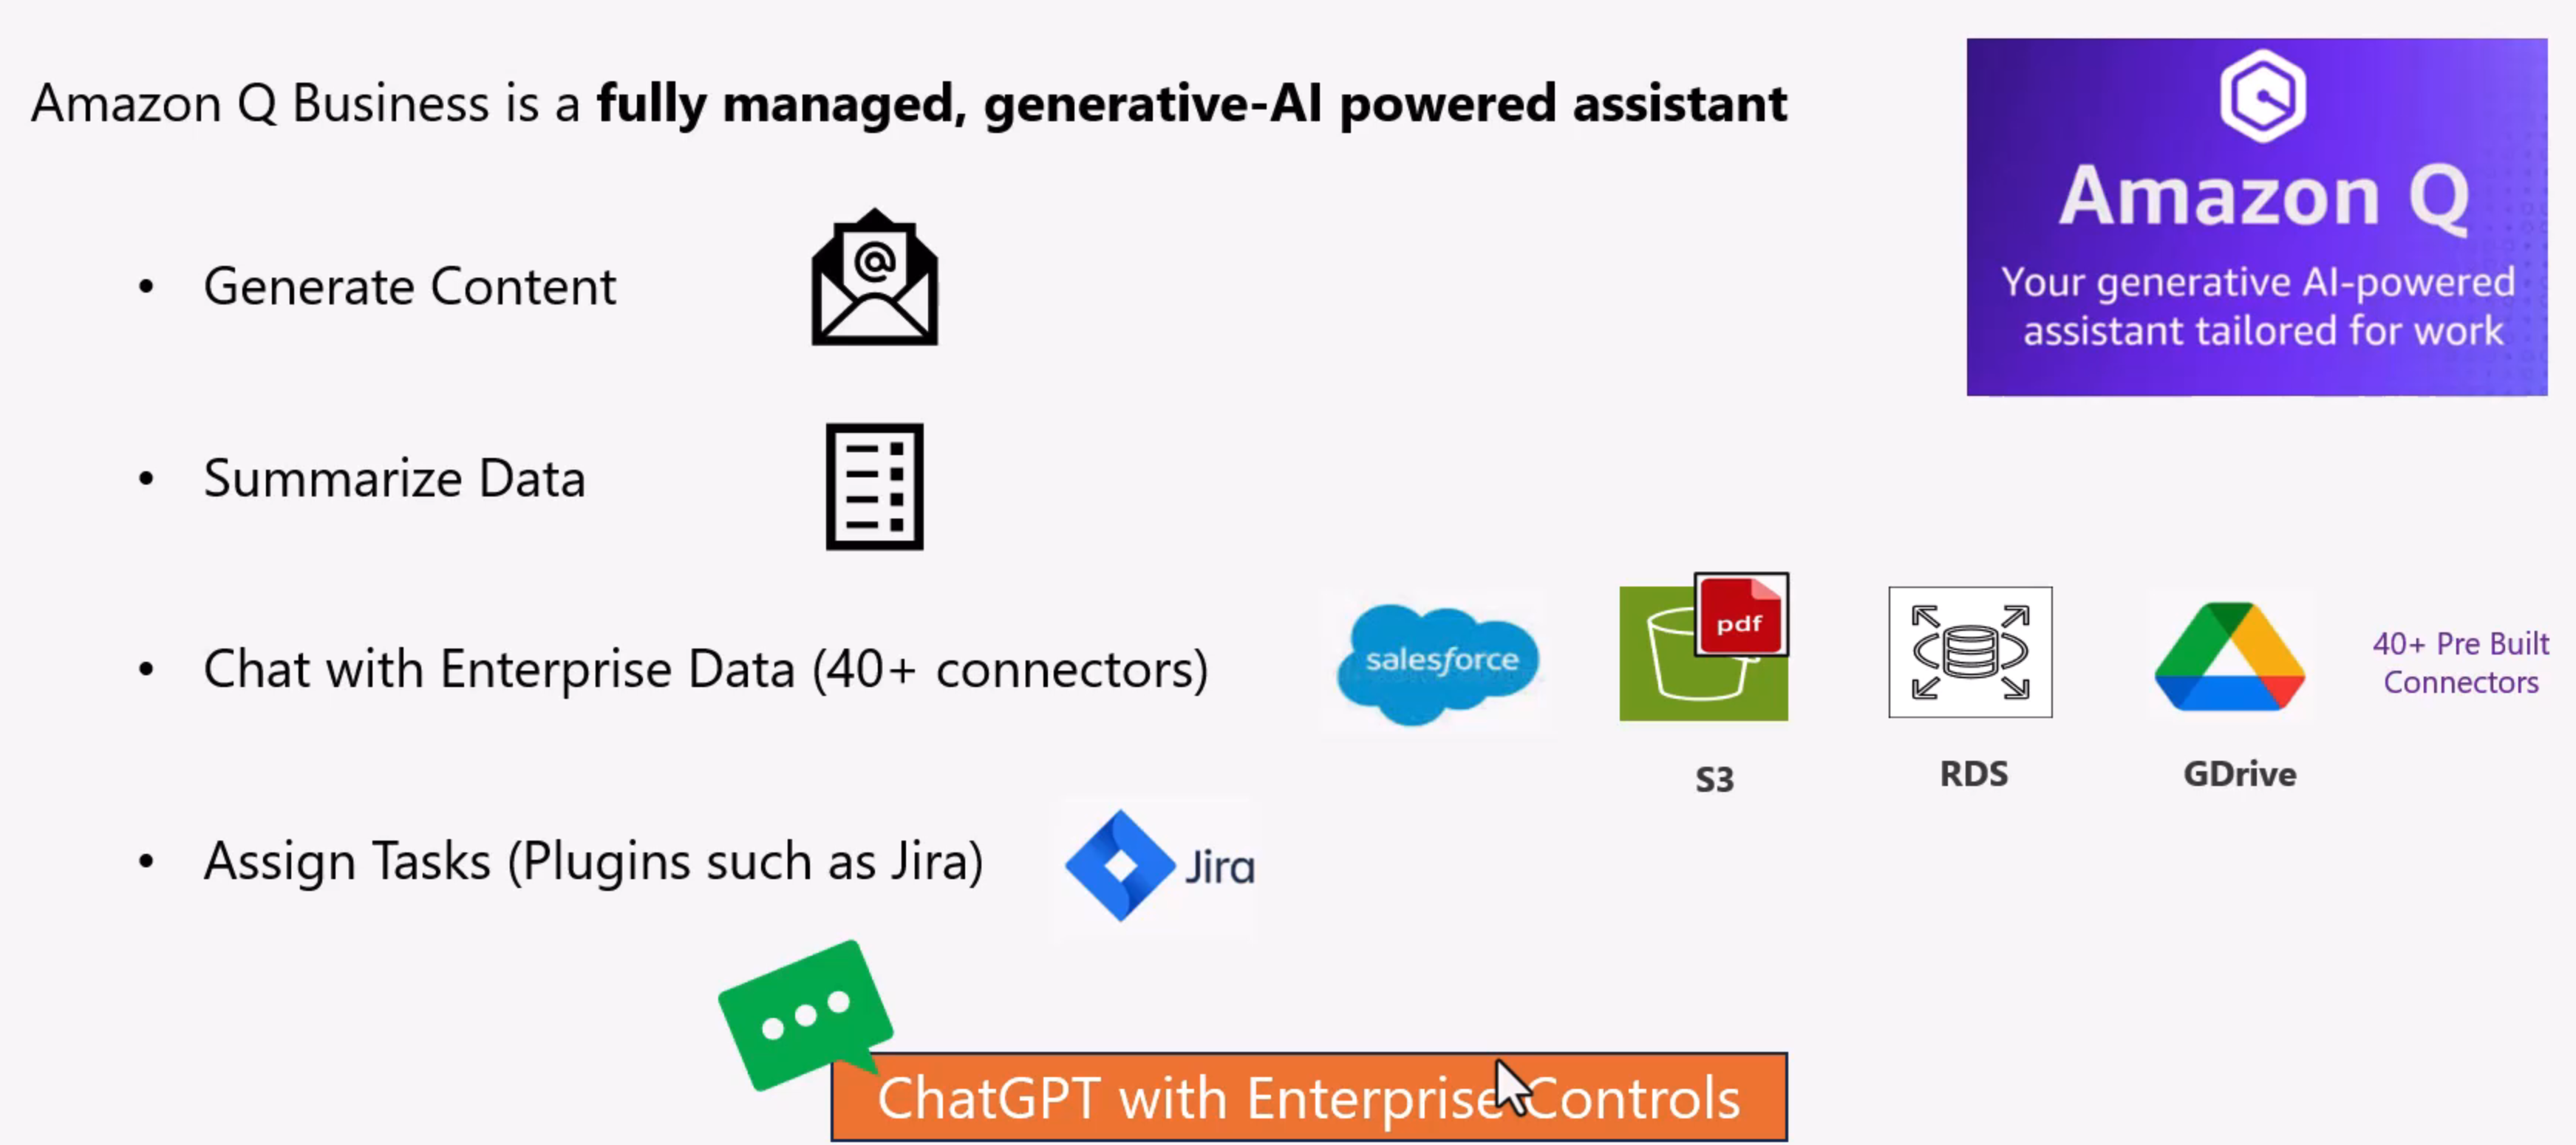 Amazon Q Business is a fully managed, generative-AI powered assistant
Amazon Q
Your generative AI-powered
assistant tailored for work
• Generate Content
@
• Summarize Data
• Chat with Enterprise Data (40+ connectors)
salesforce
pdf
S3
RDS
GDrive
40+ Pre Built
Connectors
• Assign Tasks (Plugins such as Jira)
Jira
ChatGPT with Enterprise Controls